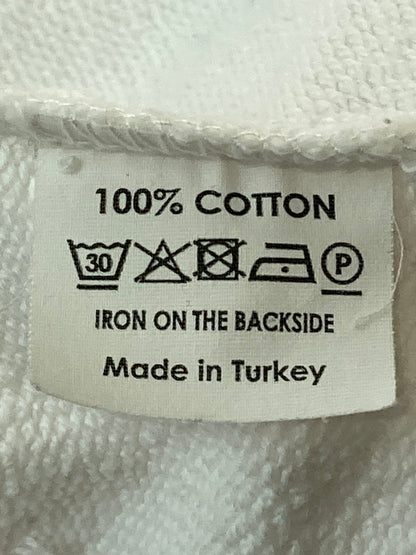 100% COTTON
30 P
IRON ON THE BACKSIDE
Made in Turkey